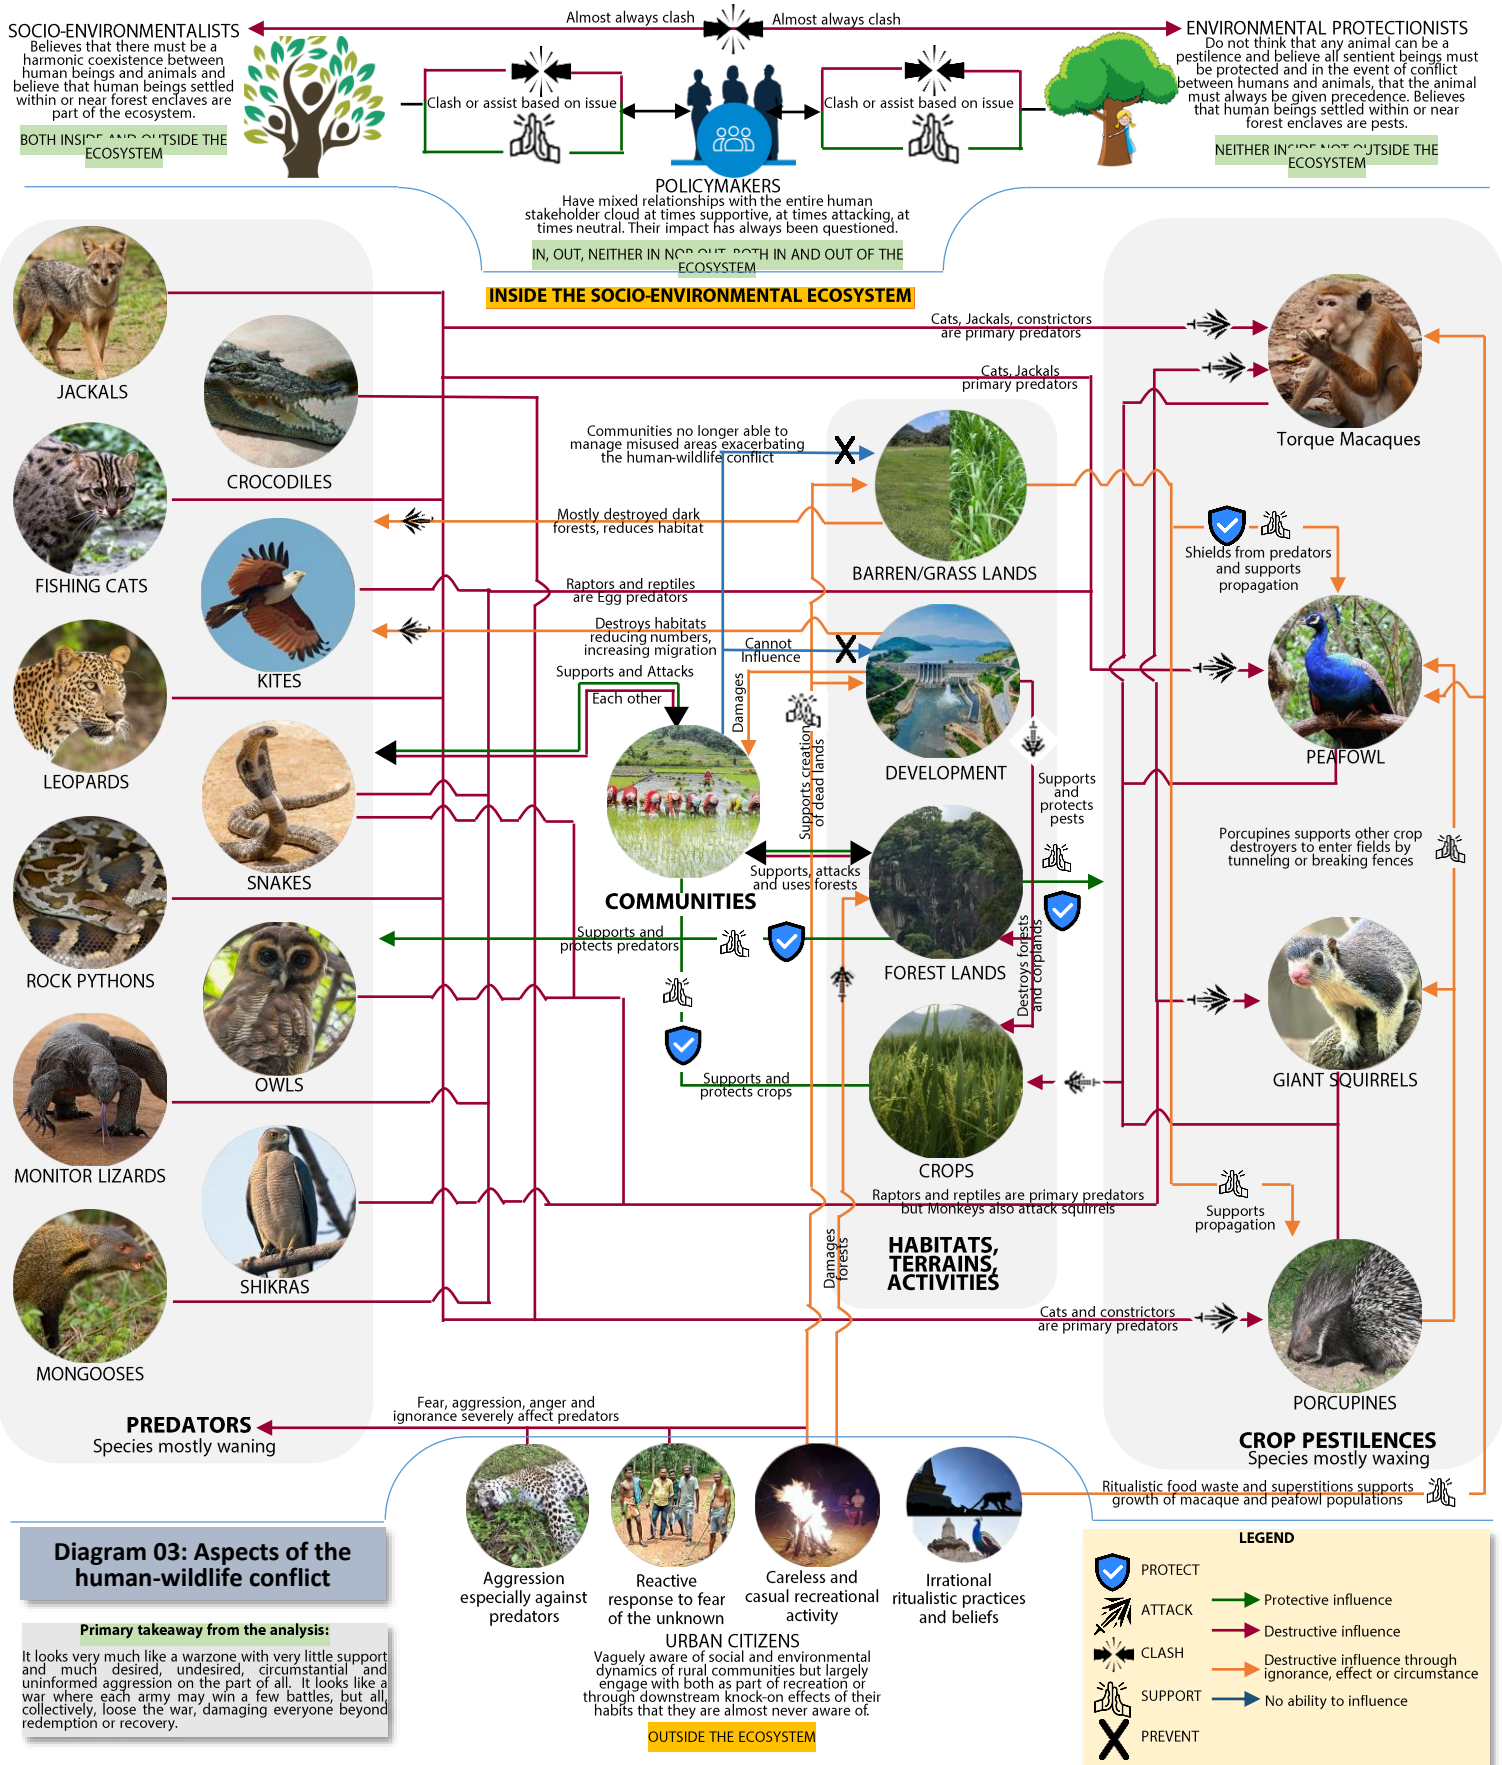 SOCIO-ENVIRONMENTALISTS
Believes that there must be a
harmonic coexistence between
human beings and animals and
believe that human beings settled
within or near forest enclaves are
part of the ecosystem.
BOTH INSIDE AND OUTSIDE THE
ECOSYSTEM
Almost always clash
Almost always clash
Clash or assist based on issue
Clash or assist based on issue
ENVIRONMENTAL PROTECTIONISTS
Do not think that any animal can be a
pestilence and believe all sentient beings must
be protected and in the event of conflict
between humans and animals, that the animal
must always be given precedence. Believes
that human beings settled within or near
forest enclaves are pests.
NEITHER INSIDE NOT OUTSIDE THE
ECOSYSTEM
POLICYMAKERS
Have mixed relationships with the entire human
stakeholder cloud at times supportive, at times attacking, at
times neutral. Their impact has always been questioned.
IN, OUT, NEITHER IN NOR OUT, BOTH IN AND OUT OF THE
ECOSYSTEM
INSIDE THE SOCIO-ENVIRONMENTAL ECOSYSTEM
JACKALS
CROCODILES
FISHING CATS
KITES
LEOPARDS
SNAKES
ROCK PYTHONS
OWLS
MONITOR LIZARDS
SHIKRAS
MONGOOSES
PREDATORS
Species mostly waning
Cats, Jackals, constrictors
are primary predators
Cats, Jackals
primary predators
Communities no longer able to
manage misused areas exacerbating
the human-wildlife conflict
Mostly destroyed dark
forests, reduces habitat
Raptors and reptiles
are Egg predators
Destroys habitats
reducing numbers,
increasing migration
Cannot
Influence
Supports and Attacks
Each other
Damages
Supports creation
of dead lands
COMMUNITIES
Supports, attacks
and uses forests
Supports and
protects predators
Supports and
protects crops
BARREN/GRASS LANDS
DEVELOPMENT
Supports
and
protects
pests
FOREST LANDS
Destroys forests
and corplands
CROPS
Raptors and reptiles are primary predators
but Monkeys also attack squirrels
HABITATS,
TERRAINS,
ACTIVITIES
Damages
forests
Cats and constrictors
are primary predators
Torque Macaques
Shields from predators
and supports
propagation
PEAFOWL
Porcupines supports other crop
destroyers to enter fields by
tunneling or breaking fences
GIANT SQUIRRELS
Supports
propagation
PORCUPINES
CROP PESTILENCES
Species mostly waxing
Fear, aggression, anger and
ignorance severely affect predators
Ritualistic food waste and superstitions supports
growth of macaque and peafowl populations
Aggression
especially against
predators
Reactive
response to fear
of the unknown
Careless and
casual recreational
activity
Irrational
ritualistic practices
and beliefs
URBAN CITIZENS
Vaguely aware of social and environmental
dynamics of rural communities but largely
engage with both as part of recreation or
through downstream knock-on effects of their
habits that they are almost never aware of.
OUTSIDE THE ECOSYSTEM
Diagram 03: Aspects of the
human-wildlife conflict
Primary takeaway from the analysis:
It looks very much like a warzone with very little support
and much desired, undesired, circumstantial and
uninformed aggression on the part of all. It looks like a
war where each army may win a few battles, but all,
collectively, loose the war, damaging everyone beyond
redemption or recovery.
LEGEND
PROTECT
ATTACK
CLASH
SUPPORT
PREVENT
Protective influence
Destructive influence
Destructive influence through
ignorance, effect or circumstance
No ability to influence